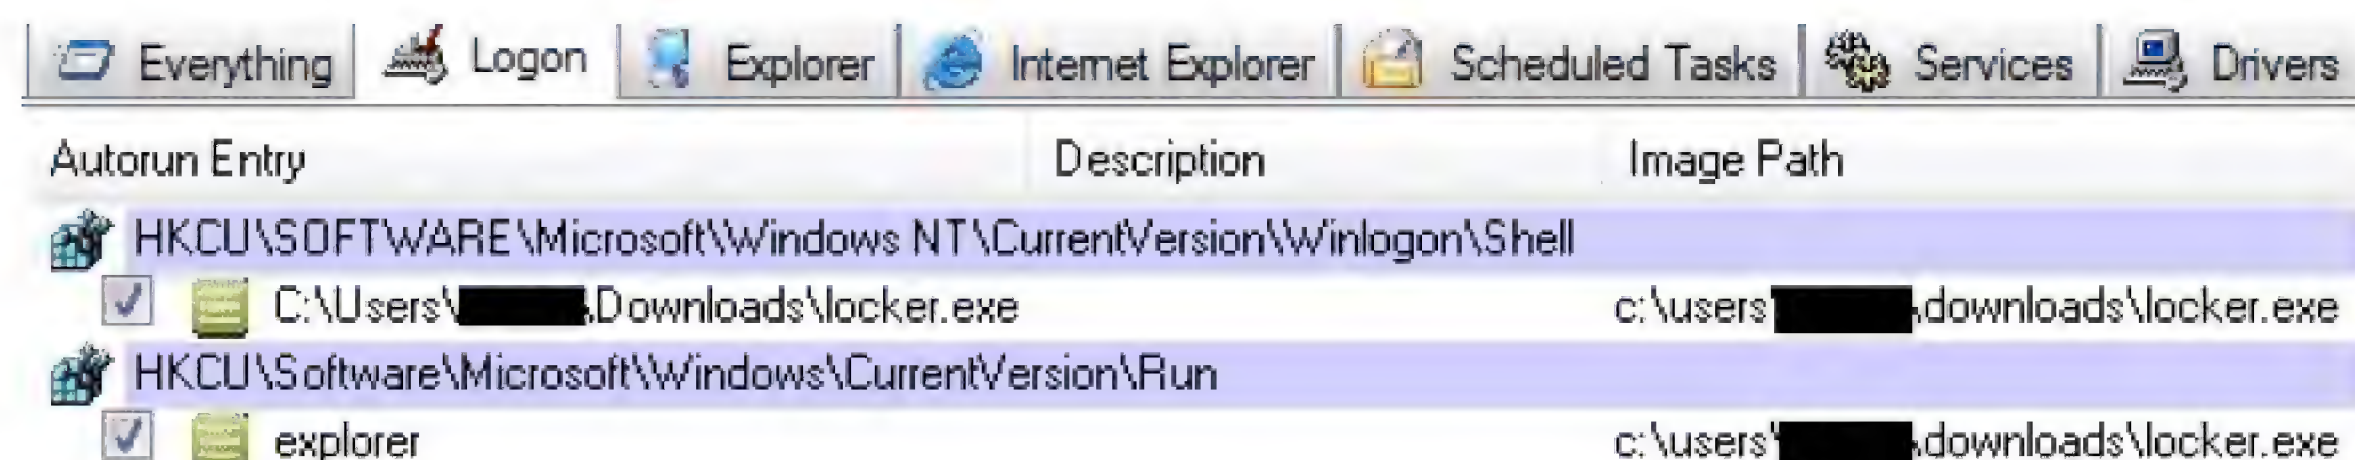 Everything Logon Explorer Internet Explorer Scheduled Tasks Services Drivers
Autorun Entry Description Image Path
HKCU\SOFTWARE\Microsoft\Windows NT\CurrentVersion\Winlogon\Shell
C:\Users\ \Downloads\locker.exe c:\users\ \downloads\locker.exe
HKCU\Software\Microsoft\Windows\CurrentVersion\Run
explorer c:\users\ \downloads\locker.exe